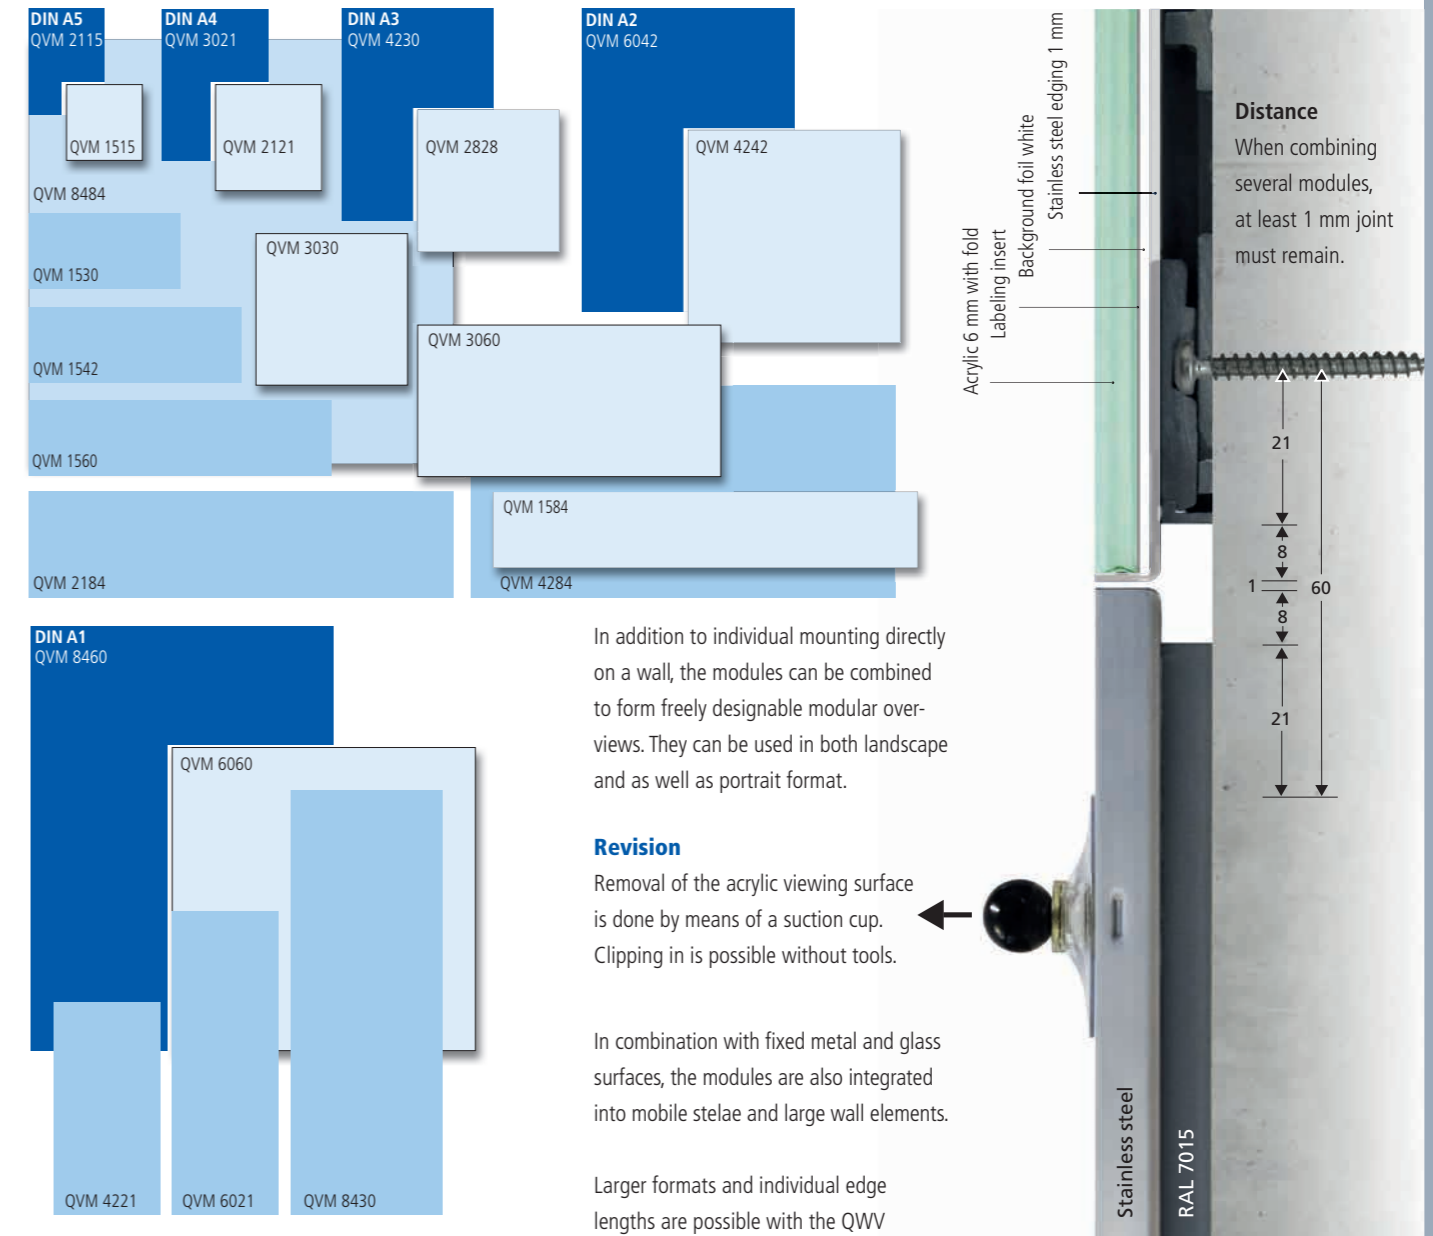 DIN A5
QVM 2115
DIN A4
QVM 3021
DIN A3
QVM 4230
DIN A2
QVM 6042
QVM 1515
QVM 2121
QVM 2828
QVM 4242
QVM 8484
QVM 3030
QVM 1530
QVM 3060
QVM 1542
QVM 1560
QVM 1584
QVM 2184
QVM 4284
DIN A1
QVM 8460
QVM 6060
QVM 4221
QVM 6021
QVM 8430
In addition to individual mounting directly
on a wall, the modules can be combined
to form freely designable modular over-
views. They can be used in both landscape
and as well as portrait format.
Revision
Removal of the acrylic viewing surface
is done by means of a suction cup.
Clipping in is possible without tools.
In combination with fixed metal and glass
surfaces, the modules are also integrated
into mobile stelae and large wall elements.
Larger formats and individual edge
lengths are possible with the QWV
Acrylic 6 mm with fold
Labeling insert
Background foil white
Stainless steel edging 1 mm
Distance
When combining
several modules,
at least 1 mm joint
must remain.
21
8
1
60
8
21
Stainless steel
RAL 7015